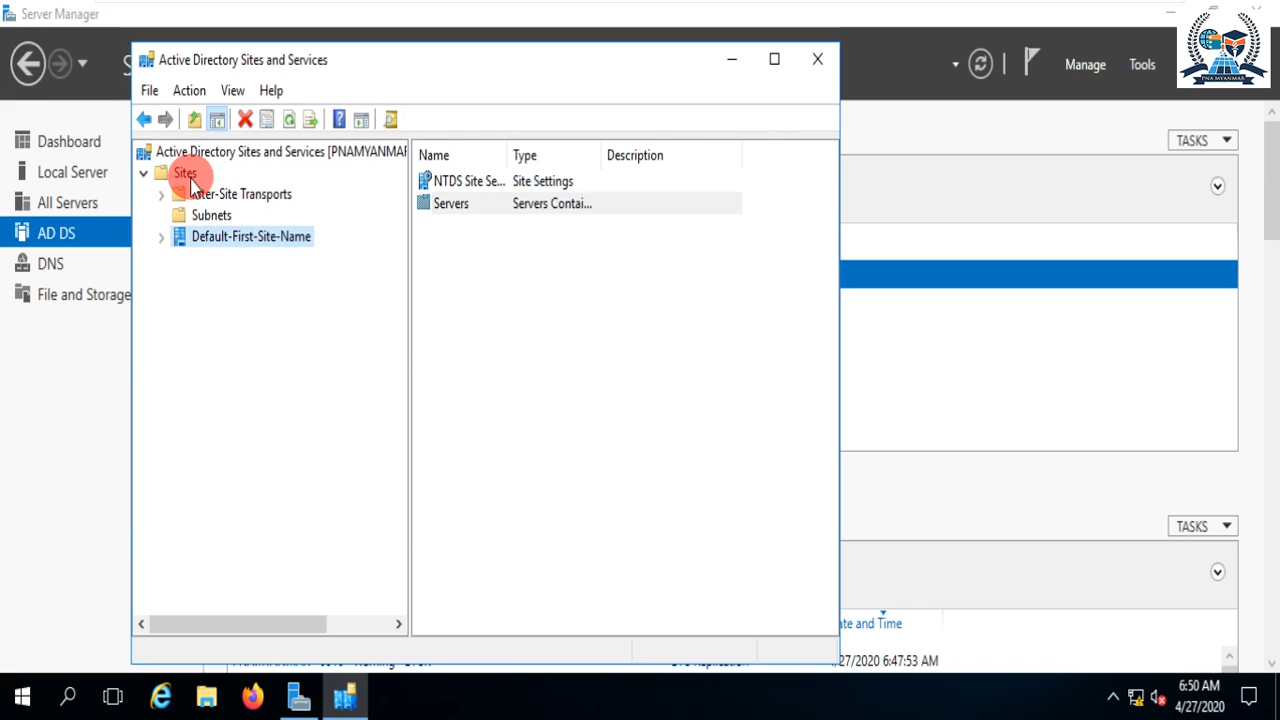 Server Manager
PNA MYANMAR
Active Directory Sites and Services
Manage
Tools
File
Action
View
Help
Dashboard
Local Server
All Servers
AD DS
DNS
File and Storage
Active Directory Sites and Services [PNAMYANMAR
Sites
Inter-Site Transports
Subnets
Default-First-Site-Name
Name
Type
Description
NTDS Site Se...
Site Settings
Servers
Servers Contai...
TASKS
TASKS
ate and Time
/27/2020 6:47:53 AM
6:50 AM
4/27/2020